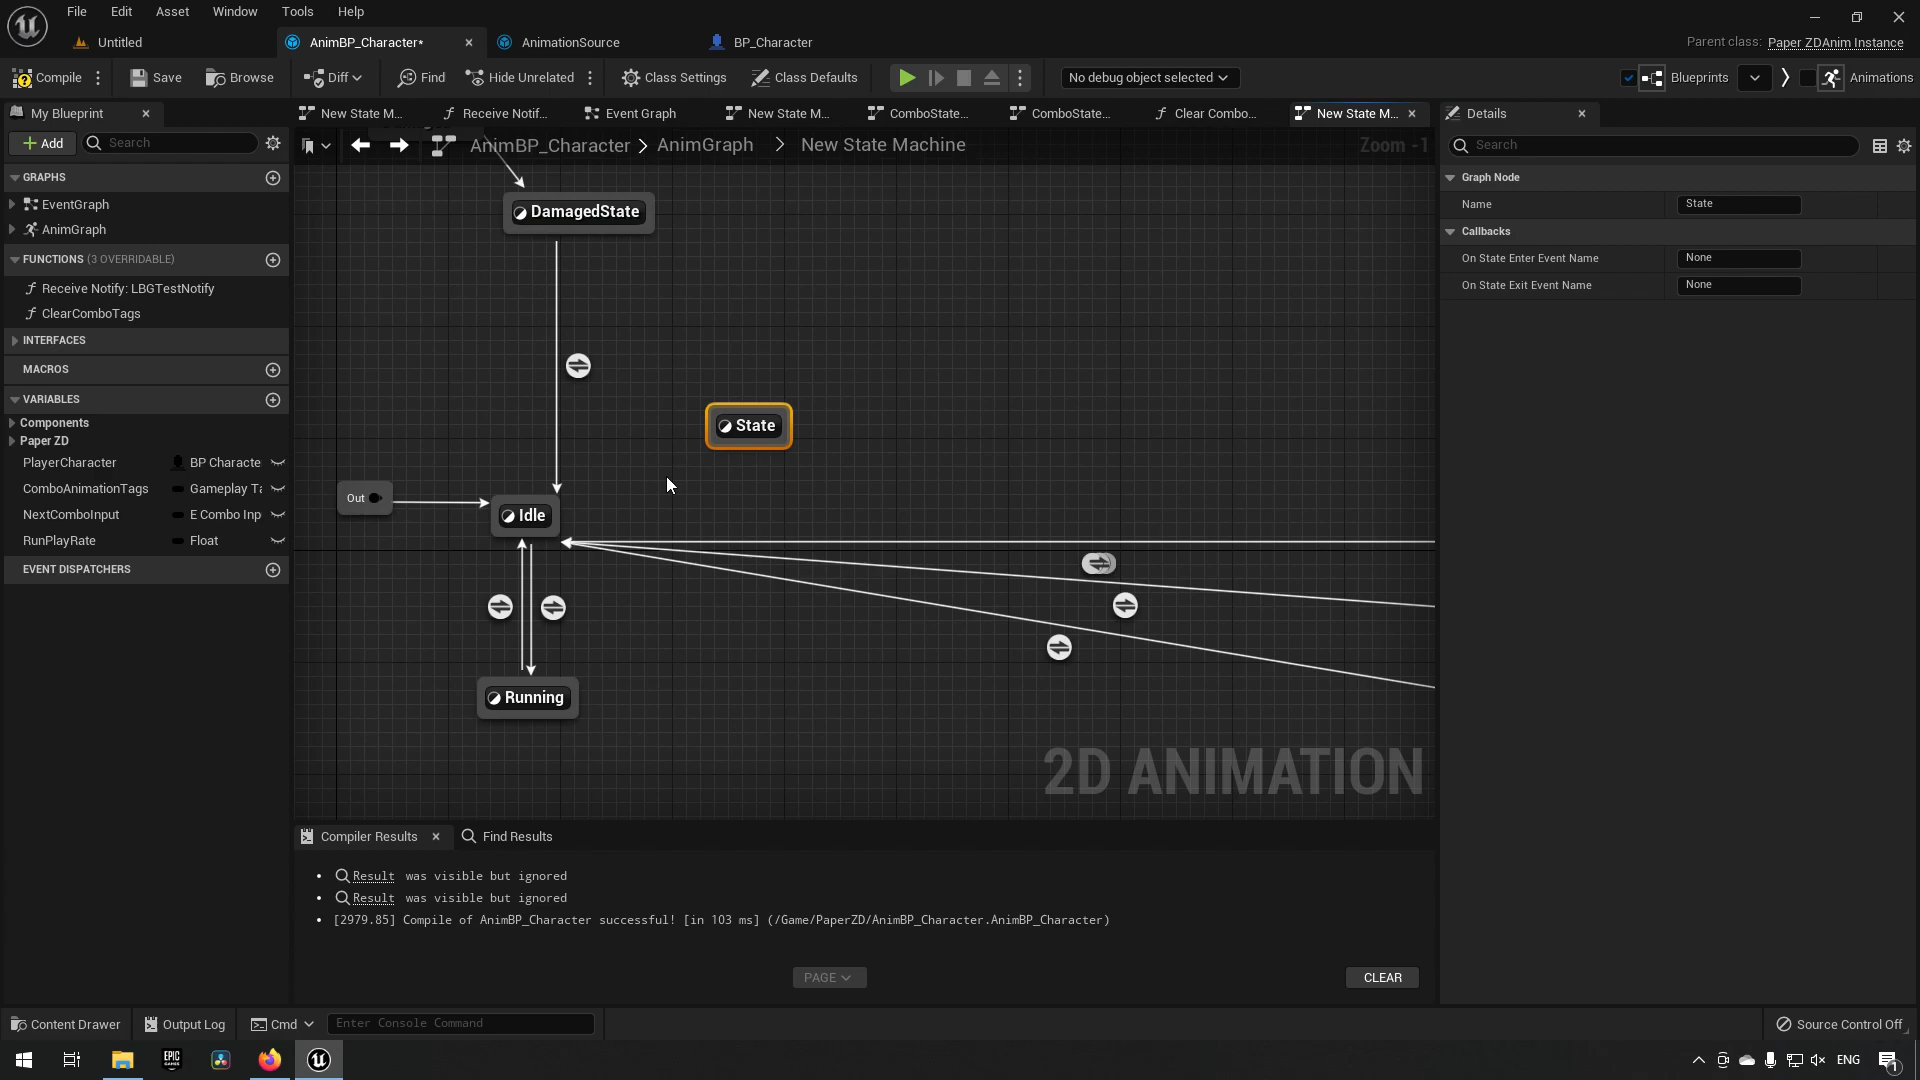 File Edit Asset Window Tools Help
Untitled AnimBP_Character* AnimationSource BP_Character
Parent class: Paper ZDAnim Instance
Compile Save Browse Diff Find Hide Unrelated Class Settings Class Defaults No debug object selected Blueprints Animations
My Blueprint
New State M... Receive Notif... Event Graph New State M... ComboState... ComboState... Clear Combo... New State M...
Details
Add Search
AnimBP_Character AnimGraph New State Machine
Zoom -1
Search
GRAPHS
EventGraph
AnimGraph
FUNCTIONS (3 OVERRIDABLE)
Receive Notify: LBGTestNotify
ClearComboTags
INTERFACES
MACROS
VARIABLES
Components
Paper ZD
PlayerCharacter BP Characte
ComboAnimationTags Gameplay Ta
NextComboInput E Combo Inp
RunPlayRate Float
EVENT DISPATCHERS
DamagedState
State
Out
Idle
Running
2D ANIMATION
Graph Node
Name State
Callbacks
On State Enter Event Name None
On State Exit Event Name None
Compiler Results Find Results
Result was visible but ignored
Result was visible but ignored
[2979.85] Compile of AnimBP_Character successful! [in 103 ms] (/Game/PaperZD/AnimBP_Character.AnimBP_Character)
PAGE
CLEAR
Content Drawer Output Log Cmd Enter Console Command Source Control Off
EPIC GAMES
ENG
1